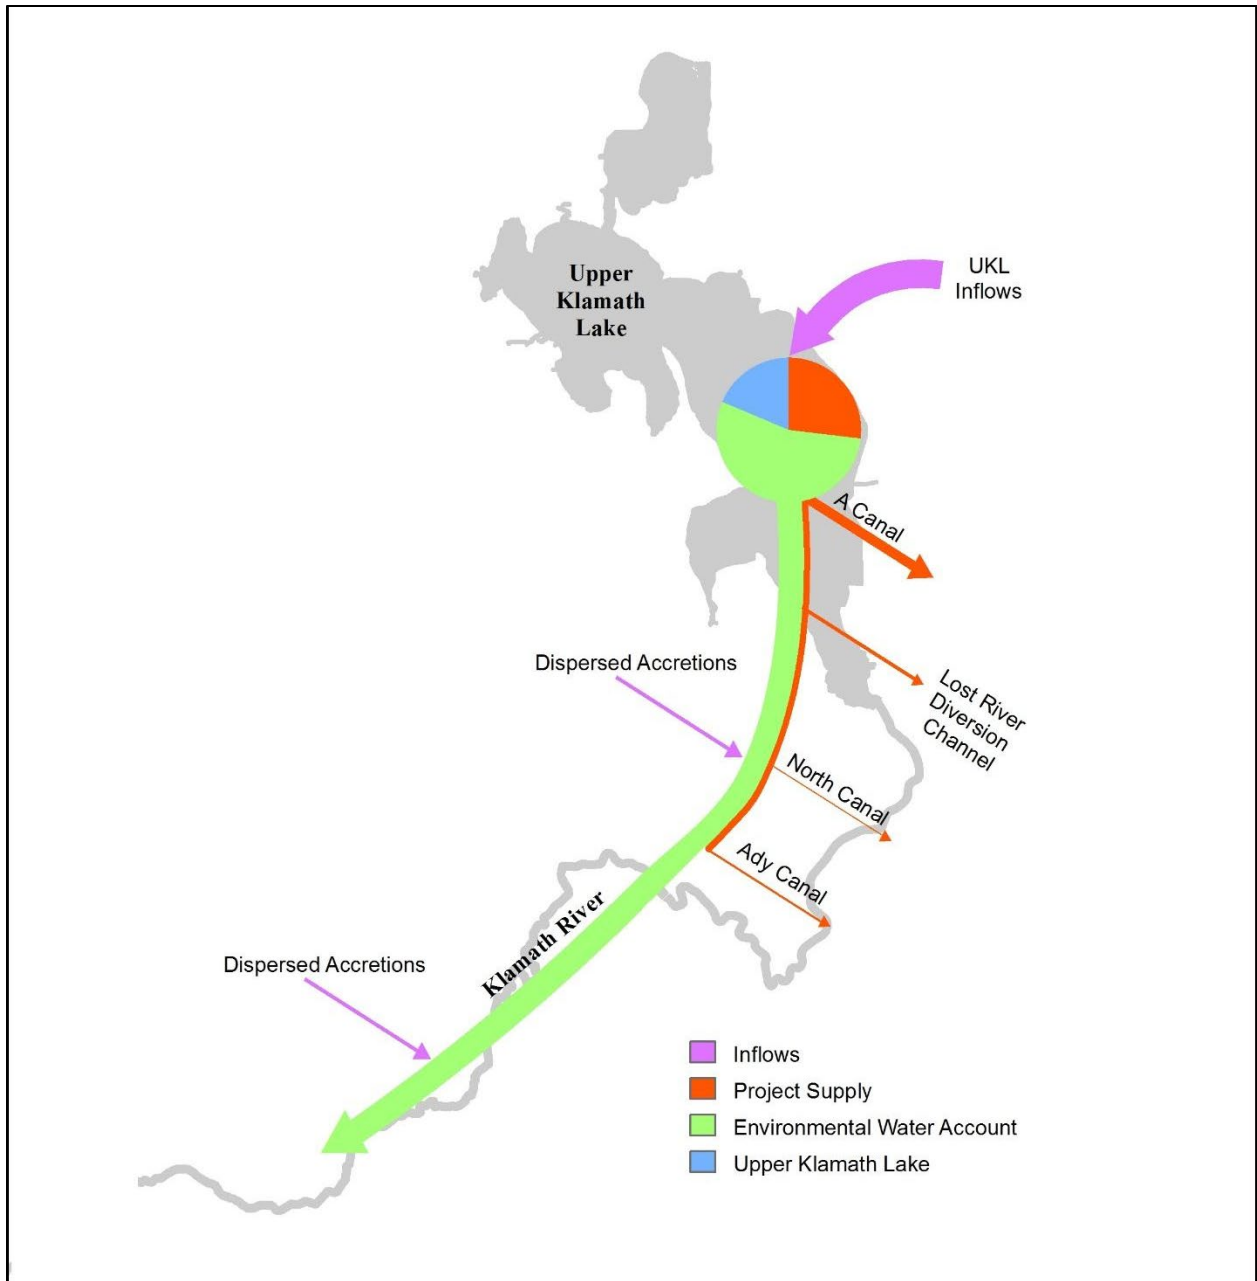 Upper
Klamath
Lake
UKL
Inflows
A Canal
Dispersed Accretions
Lost River
Diversion
Channel
North Canal
Ady Canal
Klamath River
Dispersed Accretions
Inflows
Project Supply
Environmental Water Account
Upper Klamath Lake